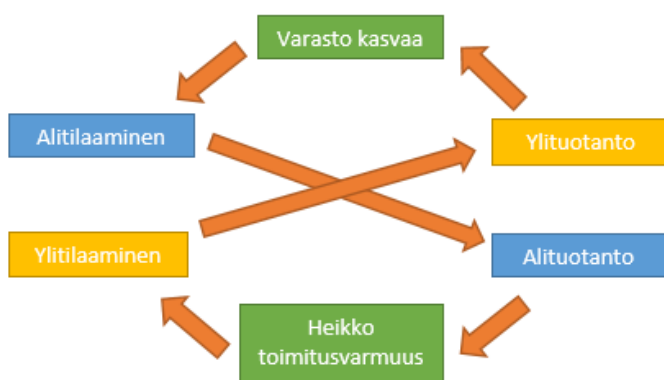 Varasto kasvaa
Alitilaaminen
Ylituotanto
Ylitilaaminen
Alituotanto
Heikko
toimitusvarmuus